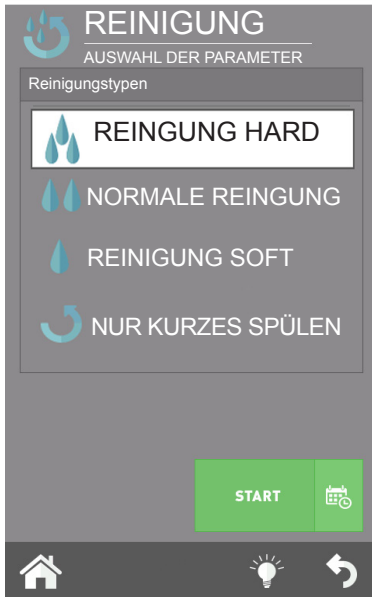 REINIGUNG
AUSWAHL DER PARAMETER
Reinigungstypen
REINGUNG HARD
NORMALE REINGUNG
REINIGUNG SOFT
NUR KURZES SPÜLEN
START